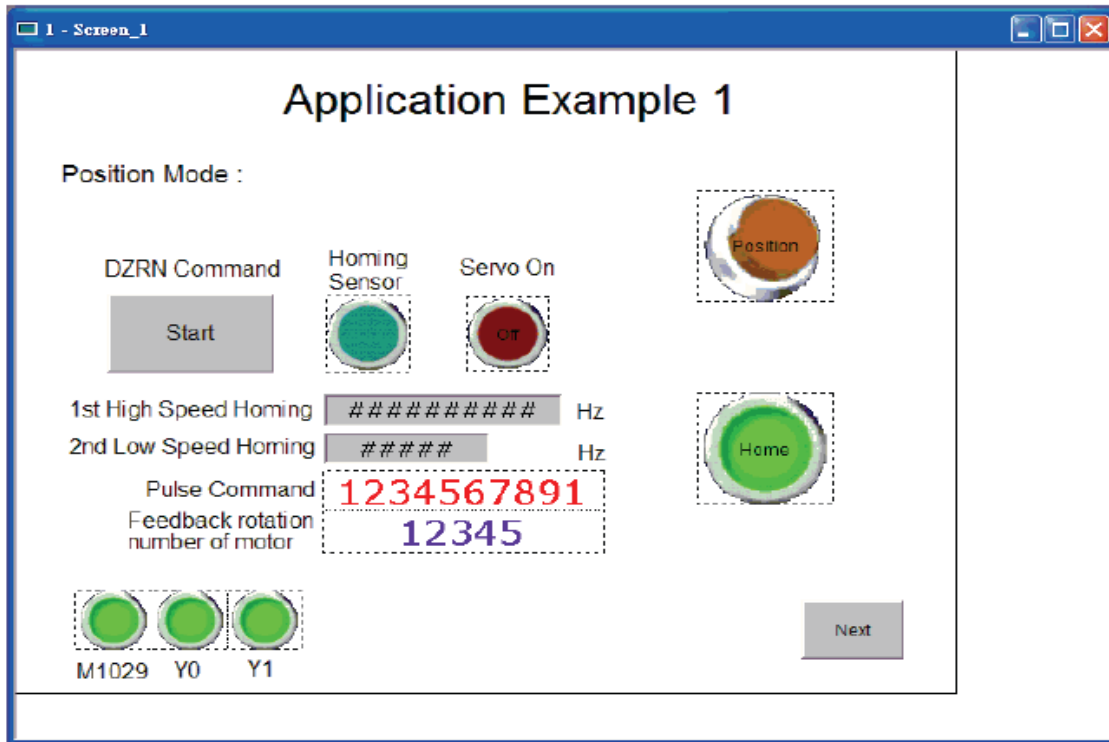 1 - Screen_1
Application Example 1
Position Mode :
Position
DZRN Command
Homing
Sensor
Servo On
Start
Off
1st High Speed Homing ########## Hz
2nd Low Speed Homing ##### Hz
Home
Pulse Command 1234567891
Feedback rotation
number of motor 12345
Next
M1029 Y0 Y1